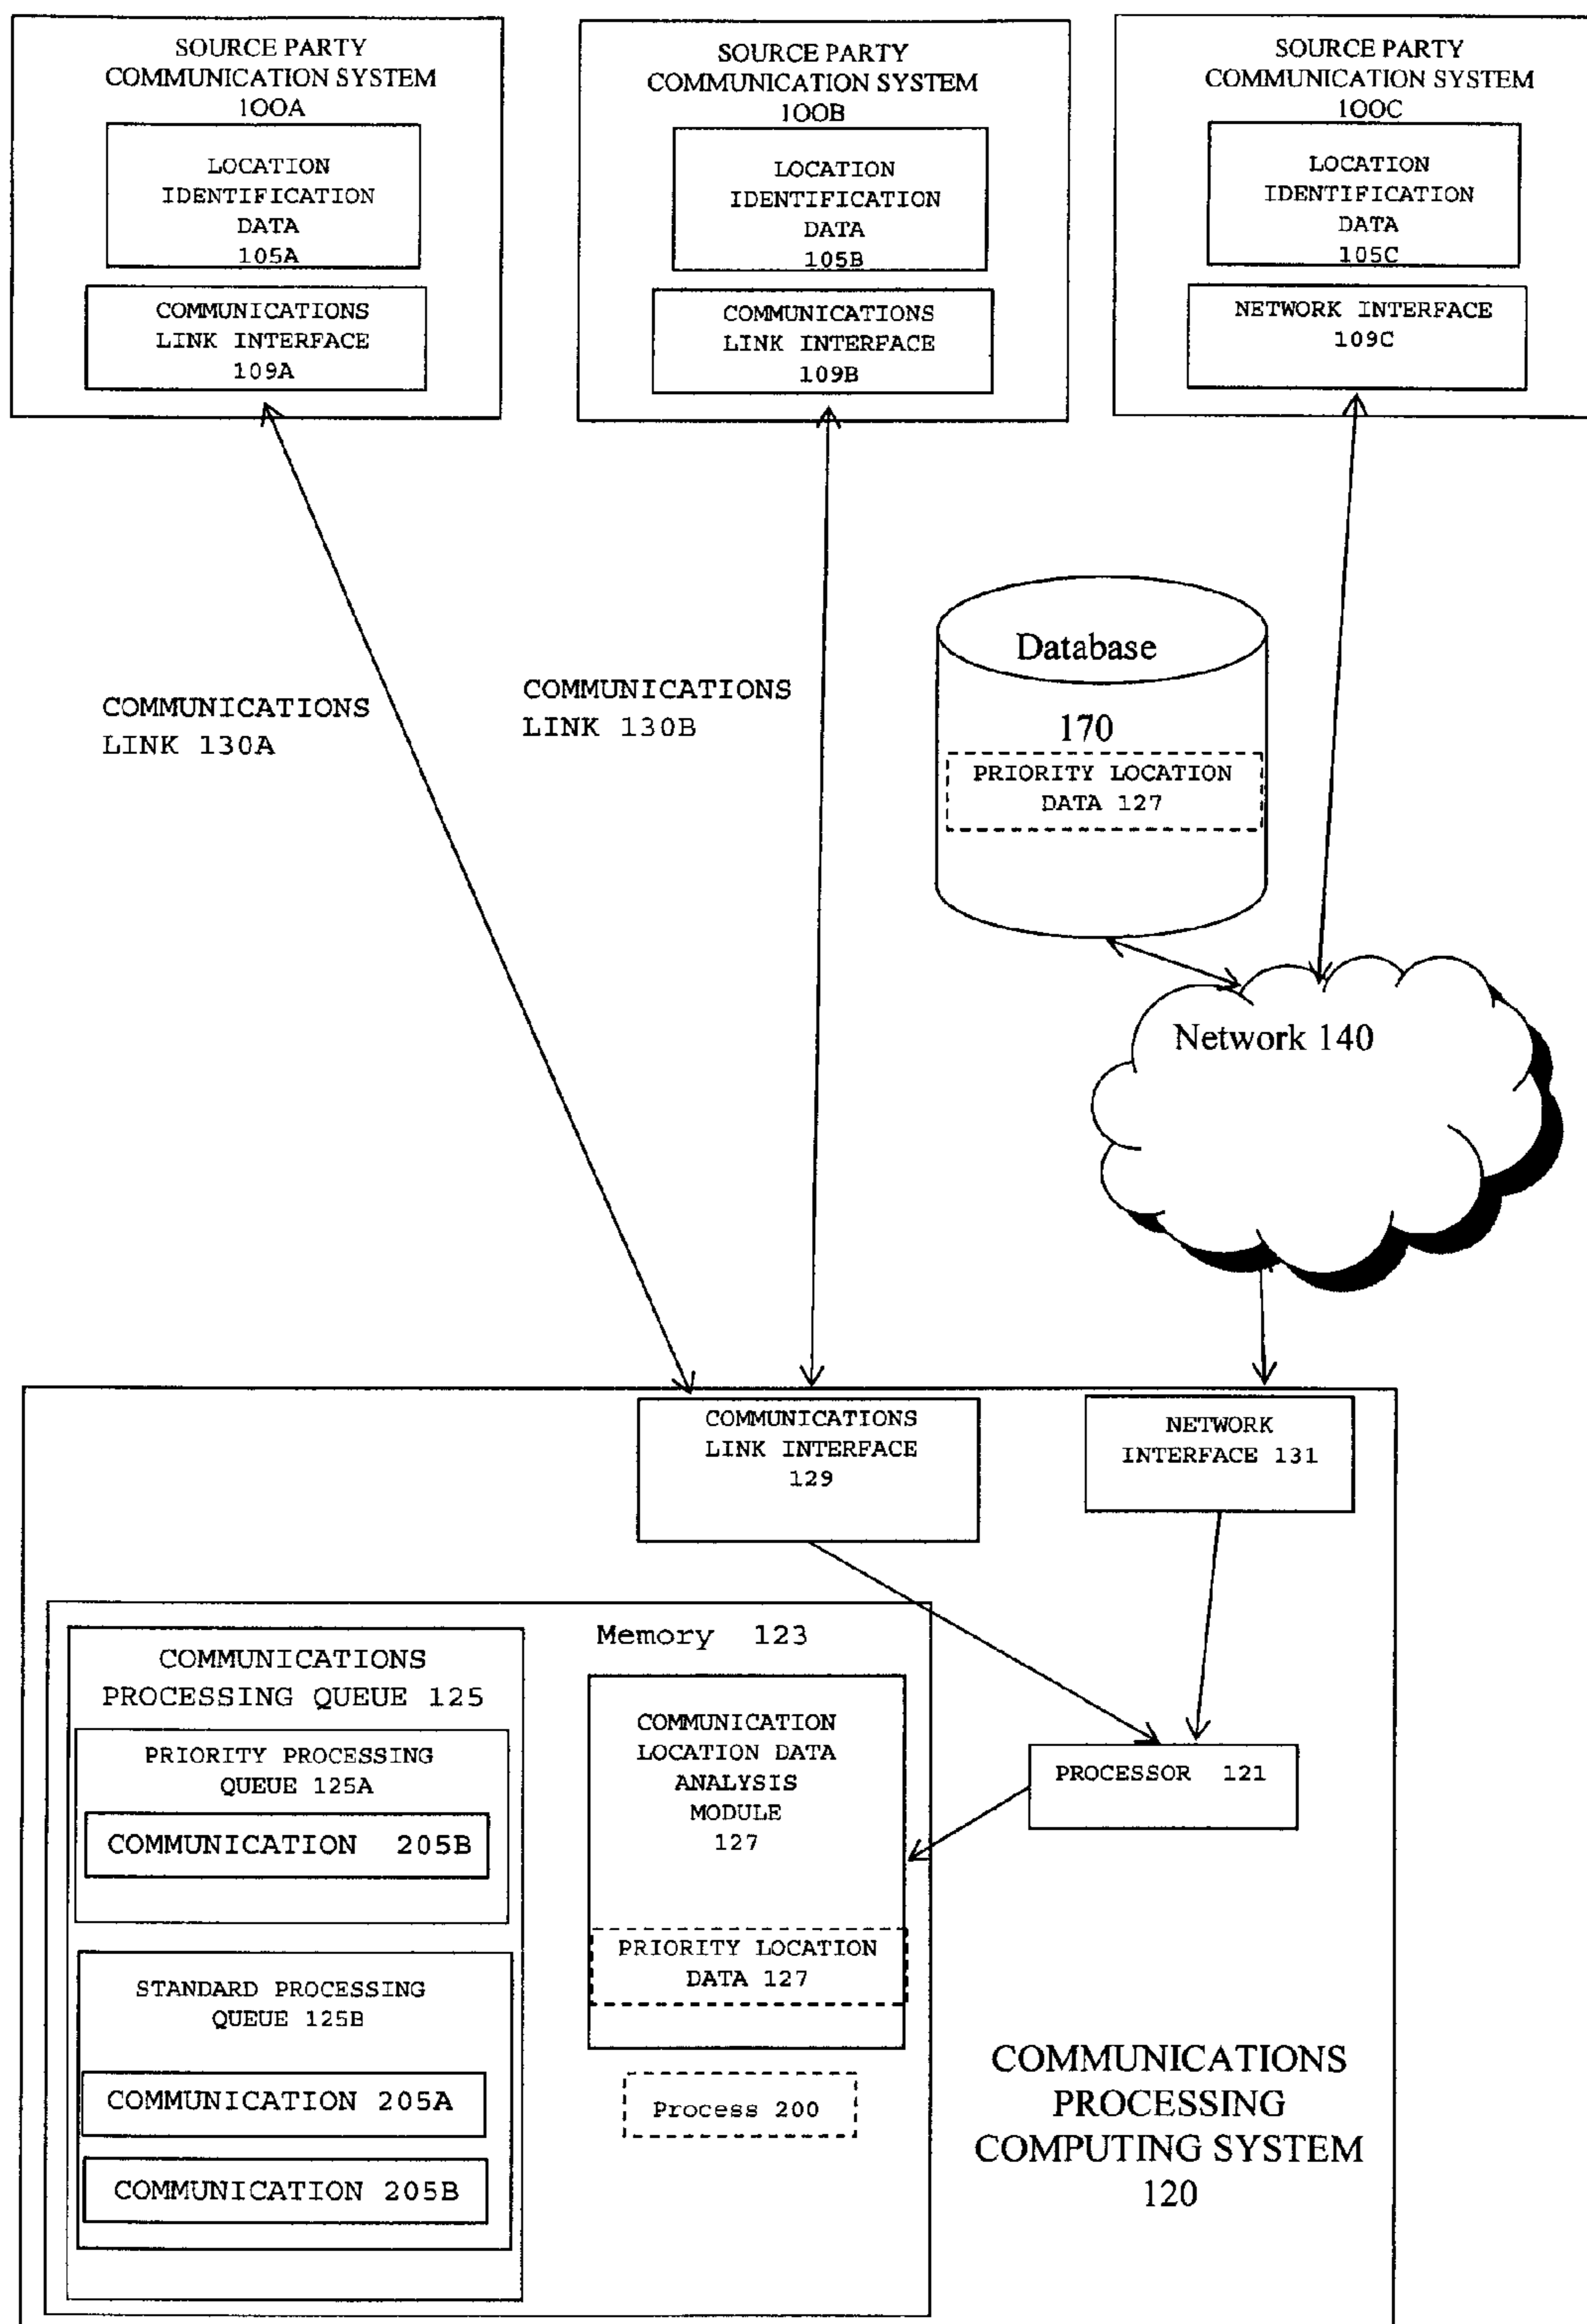 SOURCE PARTY
COMMUNICATION SYSTEM
100A
LOCATION
IDENTIFICATION
DATA
105A
COMMUNICATIONS
LINK INTERFACE
109A
SOURCE PARTY
COMMUNICATION SYSTEM
100B
LOCATION
IDENTIFICATION
DATA
105B
COMMUNICATIONS
LINK INTERFACE
109B
SOURCE PARTY
COMMUNICATION SYSTEM
100C
LOCATION
IDENTIFICATION
DATA
105C
NETWORK INTERFACE
109C
COMMUNICATIONS
LINK 130A
COMMUNICATIONS
LINK 130B
Database
170
PRIORITY LOCATION
DATA 127
Network 140
COMMUNICATIONS
LINK INTERFACE
129
NETWORK
INTERFACE 131
COMMUNICATIONS
PROCESSING QUEUE 125
PRIORITY PROCESSING
QUEUE 125A
COMMUNICATION 205B
STANDARD PROCESSING
QUEUE 125B
COMMUNICATION 205A
COMMUNICATION 205B
Memory 123
COMMUNICATION
LOCATION DATA
ANALYSIS
MODULE
127
PRIORITY LOCATION
DATA 127
Process 200
PROCESSOR 121
COMMUNICATIONS
PROCESSING
COMPUTING SYSTEM
120